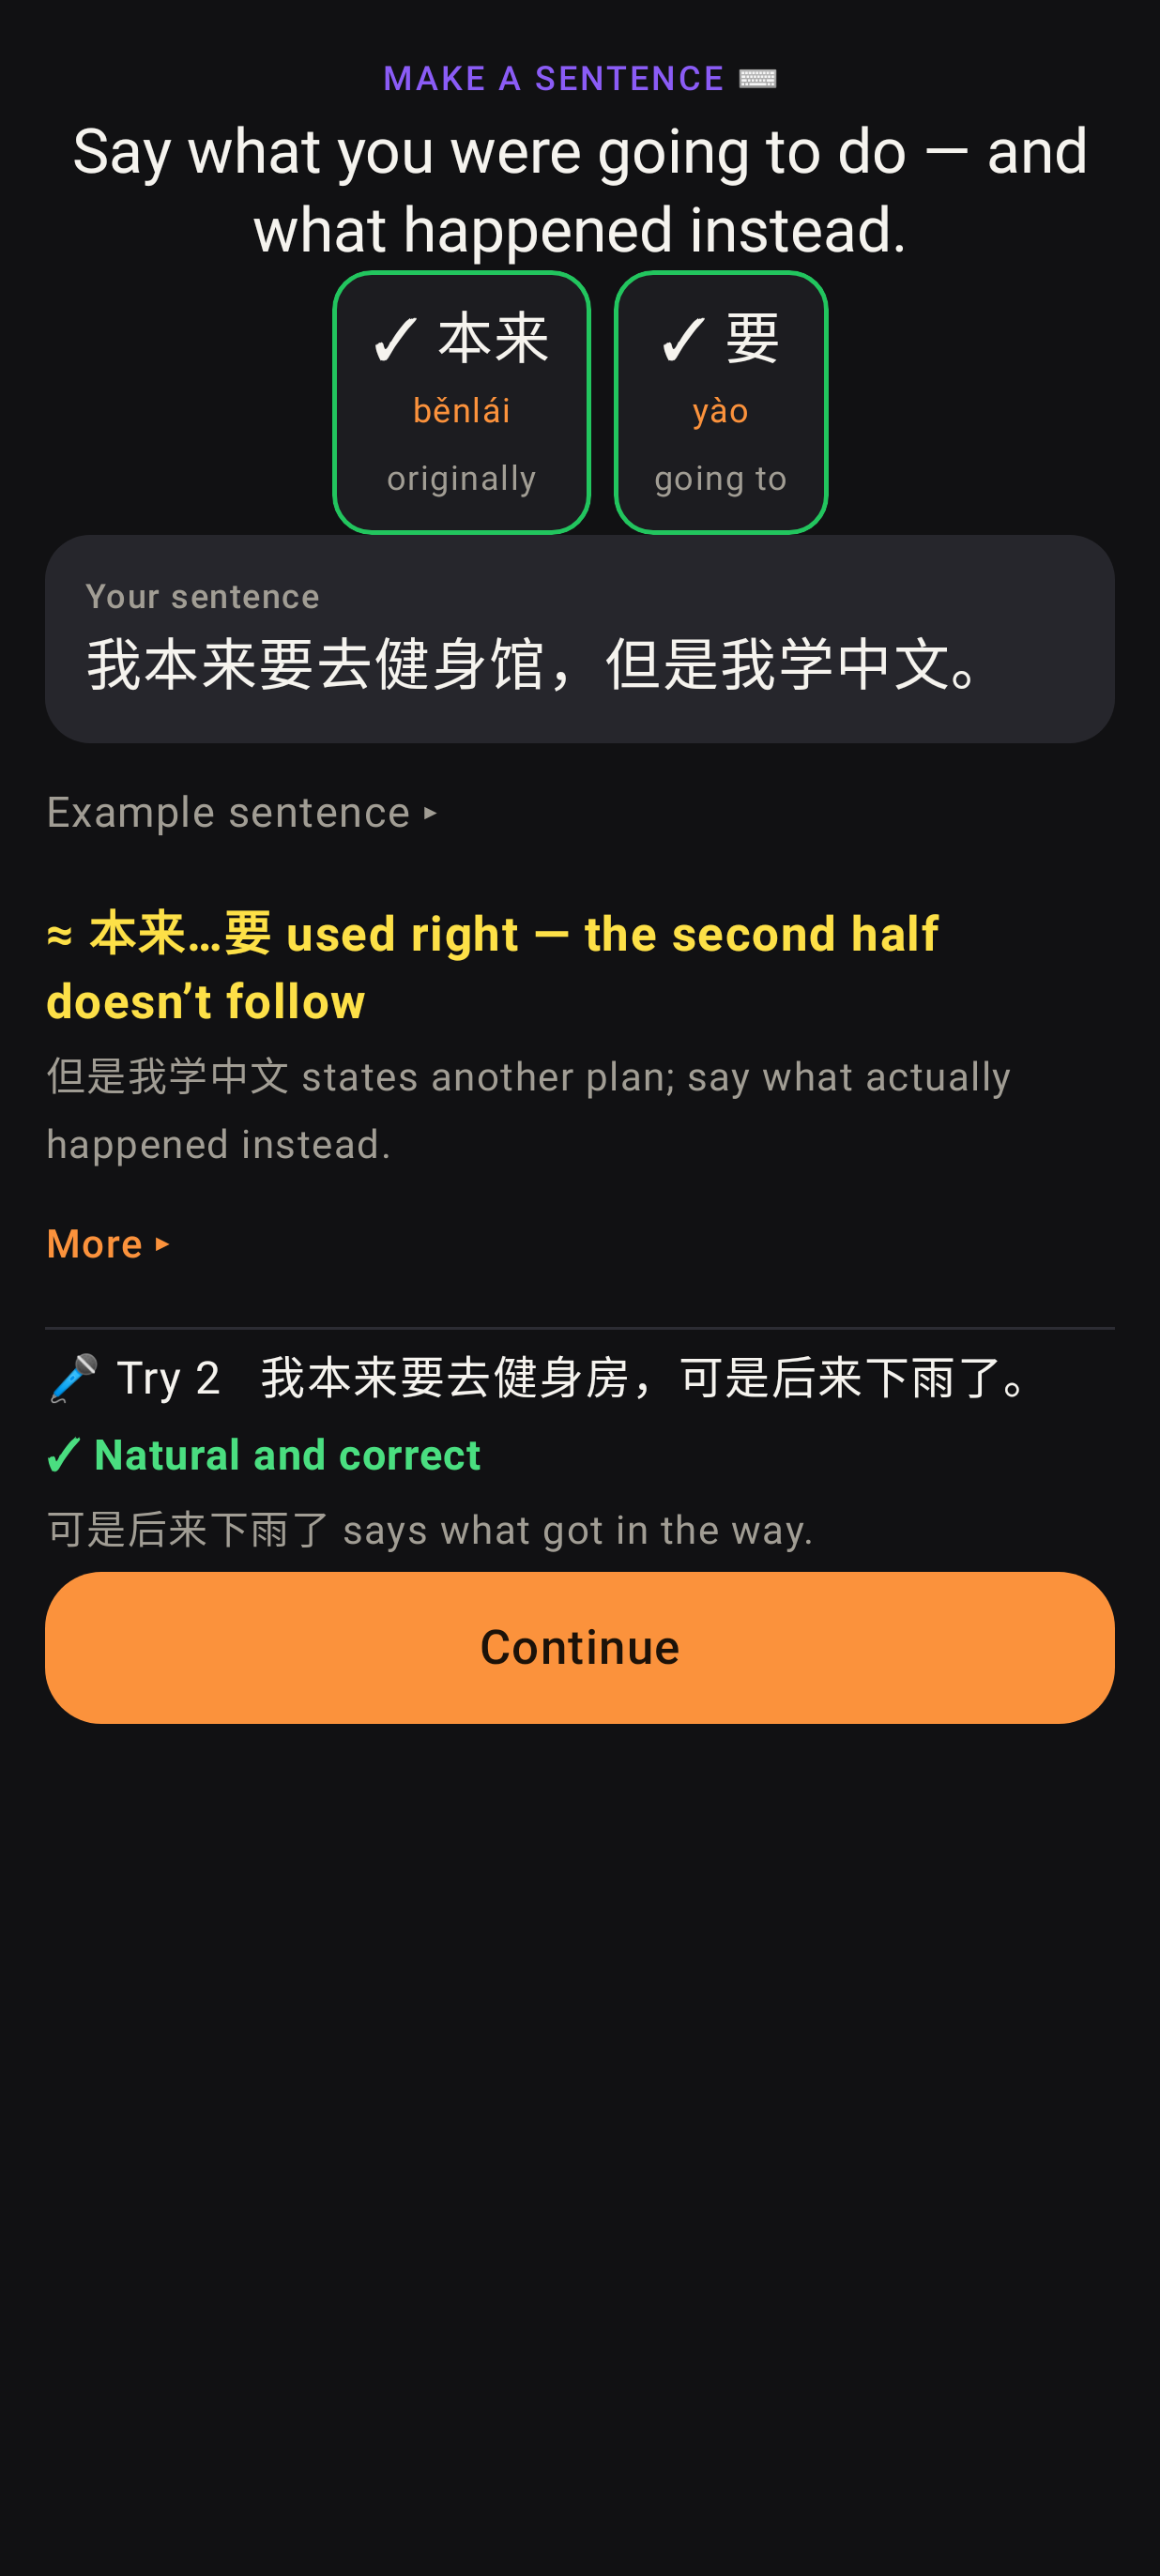 MAKE A SENTENCE ⌨
Say what you were going to do — and
what happened instead.
✓ 本来
běnlái
originally
✓ 要
yào
going to
Your sentence
我本来要去健身馆，但是我学中文。
Example sentence ▸
≈ 本来…要 used right — the second half
doesn’t follow
但是我学中文 states another plan; say what actually
happened instead.
More ▸
🎤 Try 2 我本来要去健身房，可是后来下雨了。
✓ Natural and correct
可是后来下雨了 says what got in the way.
Continue